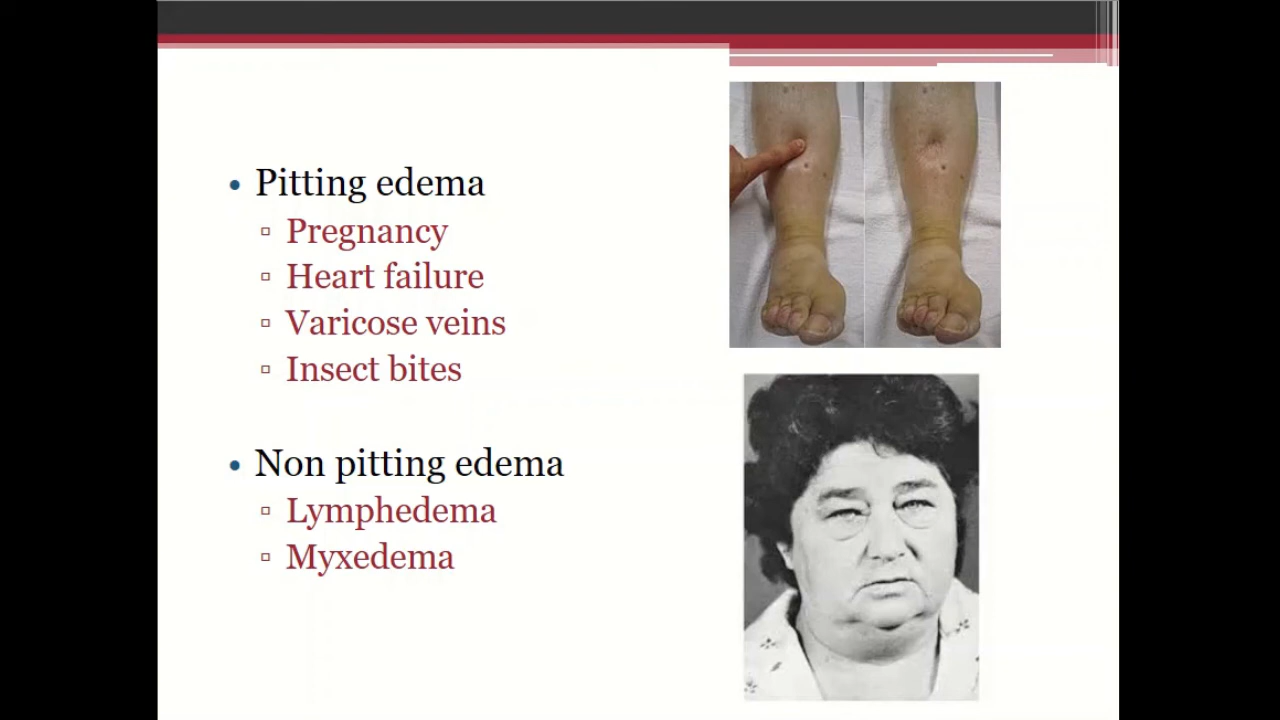 • Pitting edema
▫ Pregnancy
▫ Heart failure
▫ Varicose veins
▫ Insect bites
• Non pitting edema
▫ Lymphedema
▫ Myxedema